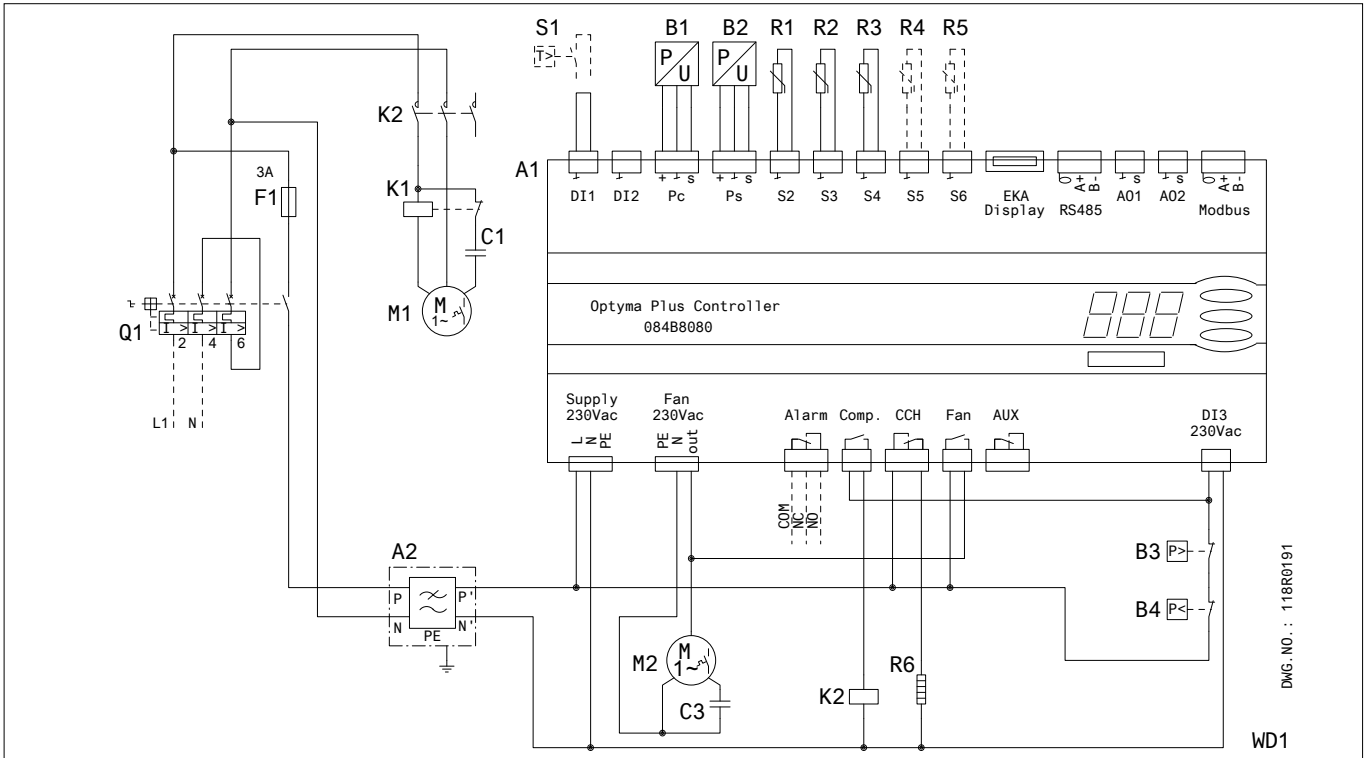 S1 B1 B2 R1 R2 R3 R4 R5
T> P U P U
K2
A1
3A
F1
K1
C1
M1 M 1~
Q1
I > I > I >
2 4 6
L1 N
+ s + s
O A+ B- s s O A+ B-
DI1 DI2 Pc Ps S2 S3 S4 S5 S6 EKA Display RS485 AO1 AO2 Modbus
Optyma Plus Controller
084B8080
Supply 230Vac
Fan 230Vac
Alarm Comp. CCH Fan AUX
DI3 230Vac
L N PE
PE N out
COM NC NO
A2
P P'
N N'
PE
B3 P>
B4 P<
M2 M 1~
C3
K2
R6
WD1
DWG.NO.: 118R0191